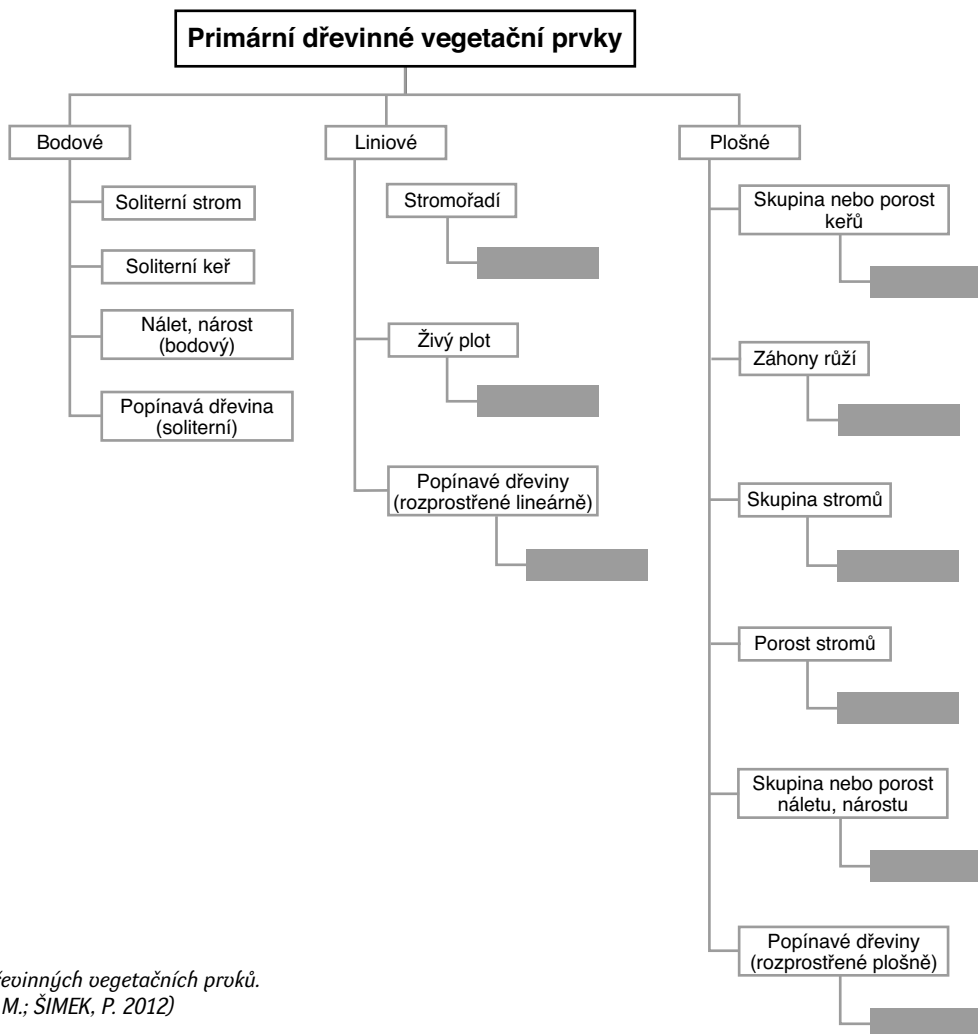 Primární dřevinné vegetační prvky
Bodové
Soliterní strom
Soliterní keř
Nálet, nárost
(bodový)
Popínavá dřevina
(soliterní)
Liniové
Stromořadí
Živý plot
Popínavé dřeviny
(rozprostřené lineárně)
Plošné
Skupina nebo porost
keřů
Záhony růží
Skupina stromů
Porost stromů
Skupina nebo porost
náletu, nárostu
Popínavé dřeviny
(rozprostřené plošně)
vegetačních prvků.
M.; ŠIMEK, P. 2012)